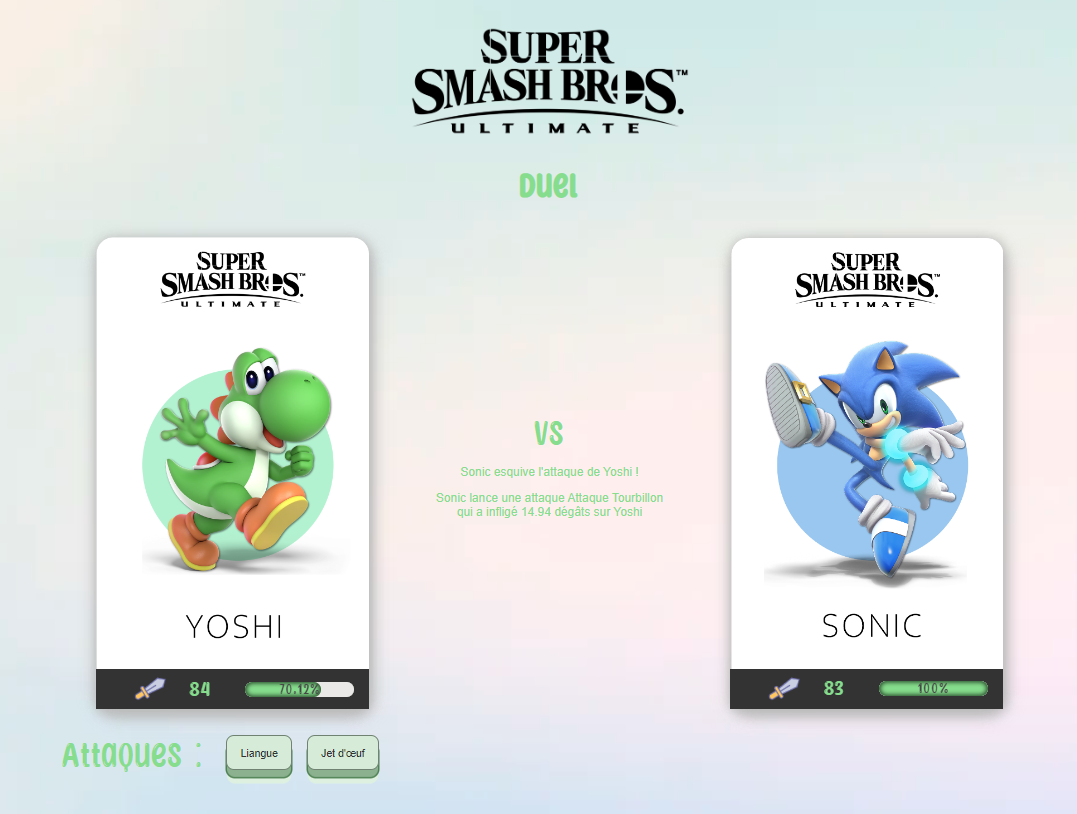 SUPER
SMASH BROS.™
ULTIMATE
DUEL
SUPER
SMASH BROS.™
ULTIMATE
YOSHI
84 70.12%
VS
Sonic esquive l'attaque de Yoshi !
Sonic lance une attaque Attaque Tourbillon
qui a infligé 14.94 dégâts sur Yoshi
SUPER
SMASH BROS.™
ULTIMATE
SONIC
83 100%
Attaques :
Liangue
Jet d'œuf